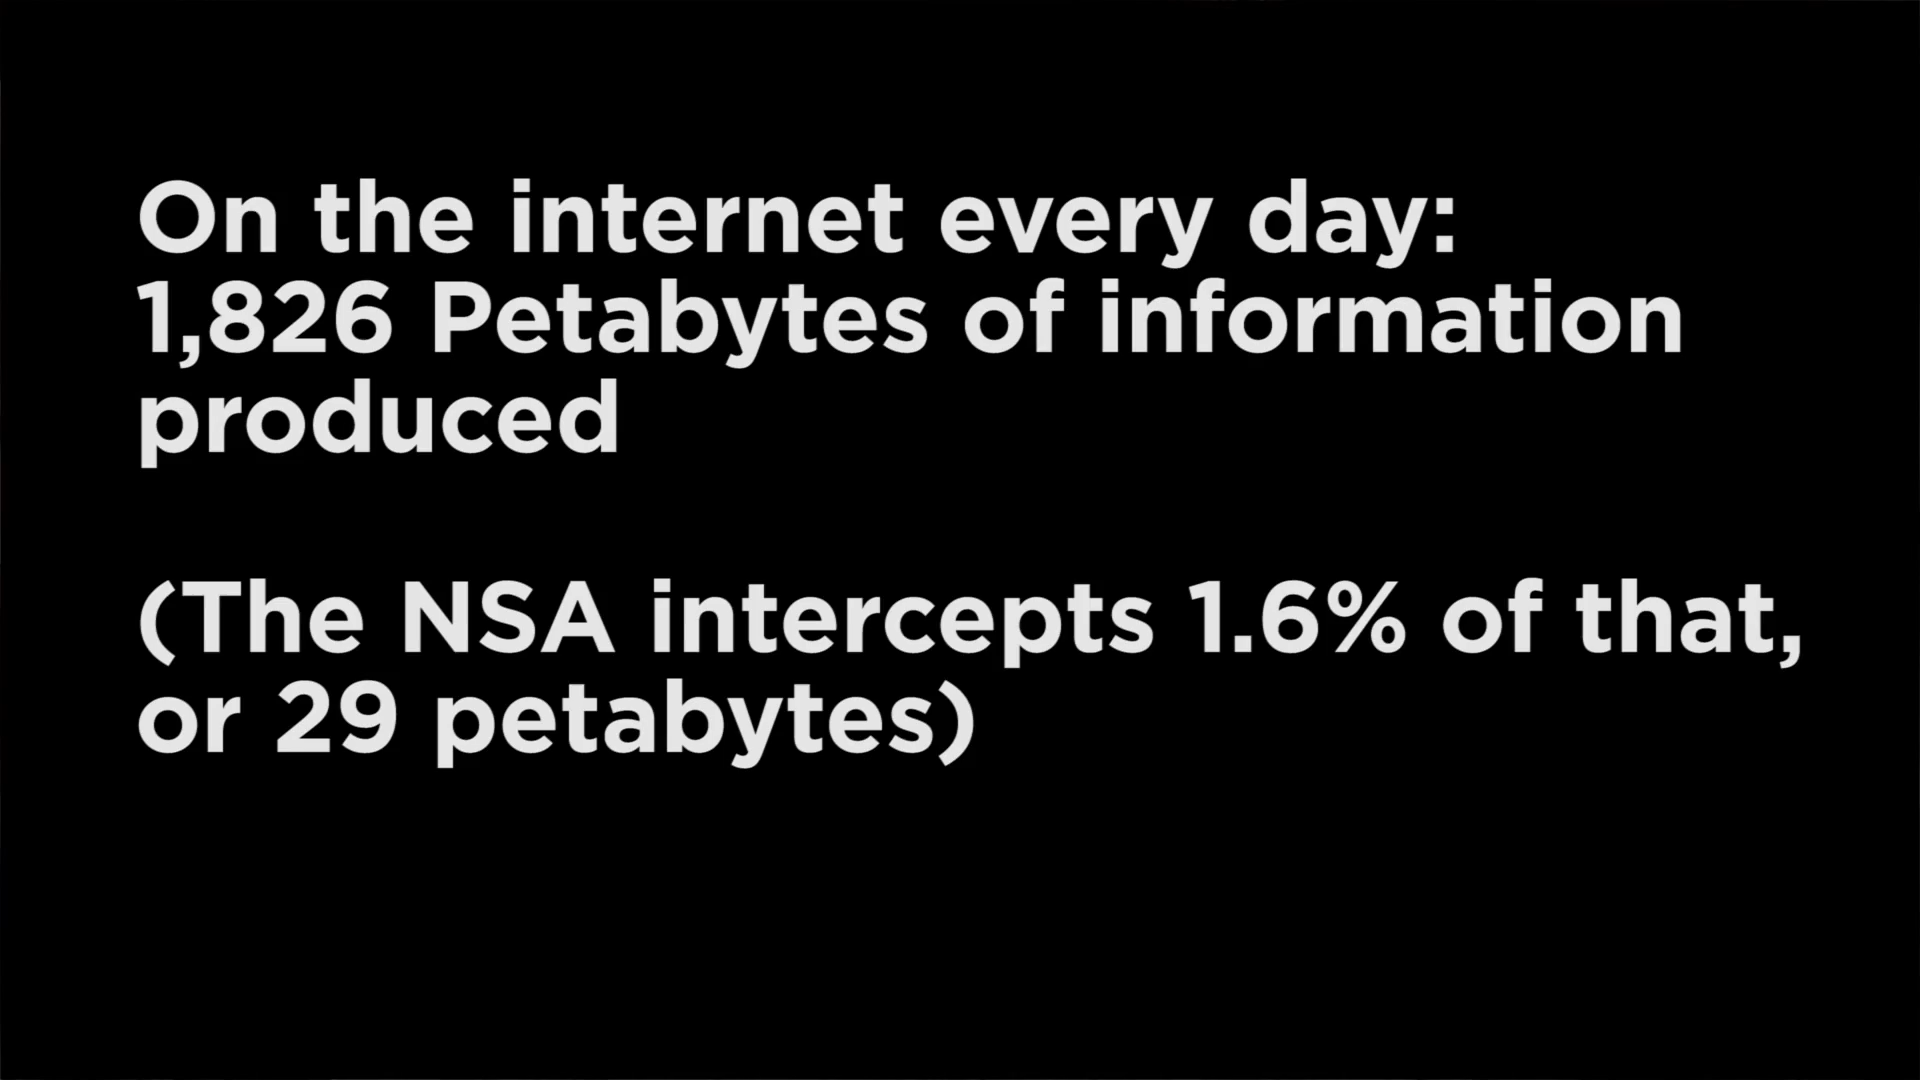 On the internet every day:
1,826 Petabytes of information
produced
(The NSA intercepts 1.6% of that,
or 29 petabytes)